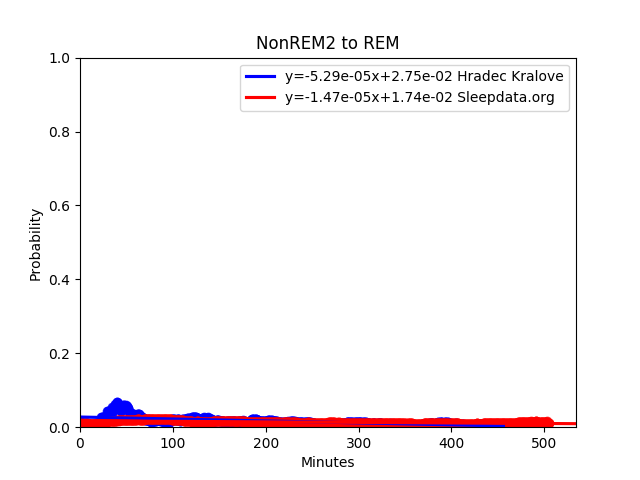 NonREM2 to REM
y=-5.29e-05x+2.75e-02 Hradec Kralove
y=-1.47e-05x+1.74e-02 Sleepdata.org
Probability
1.0
0.8
0.6
0.4
0.2
0.0
0 100 200 300 400 500
Minutes